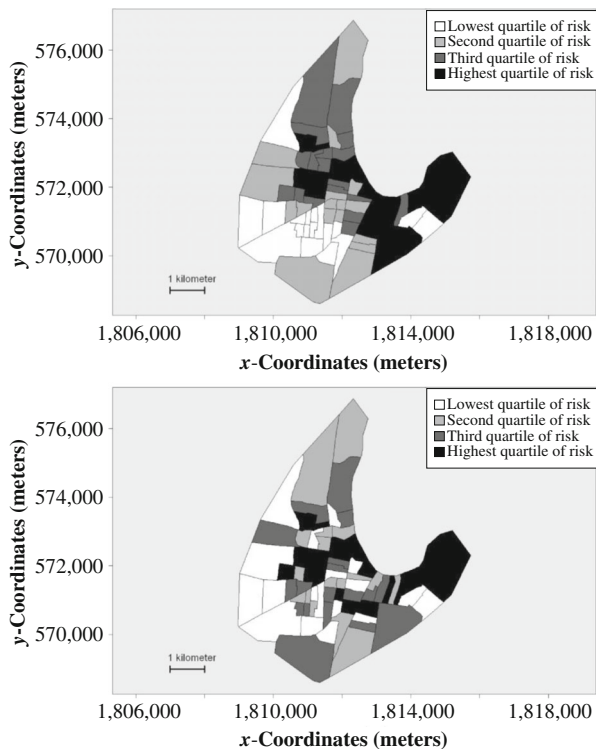 Lowest quartile of risk
Second quartile of risk
Third quartile of risk
Highest quartile of risk
576,000
574,000
572,000
570,000
y-Coordinates (meters)
1 kilometer
1,806,000 1,810,000 1,814,000 1,818,000
x-Coordinates (meters)
Lowest quartile of risk
Second quartile of risk
Third quartile of risk
Highest quartile of risk
576,000
574,000
572,000
570,000
y-Coordinates (meters)
1 kilometer
1,806,000 1,810,000 1,814,000 1,818,000
x-Coordinates (meters)